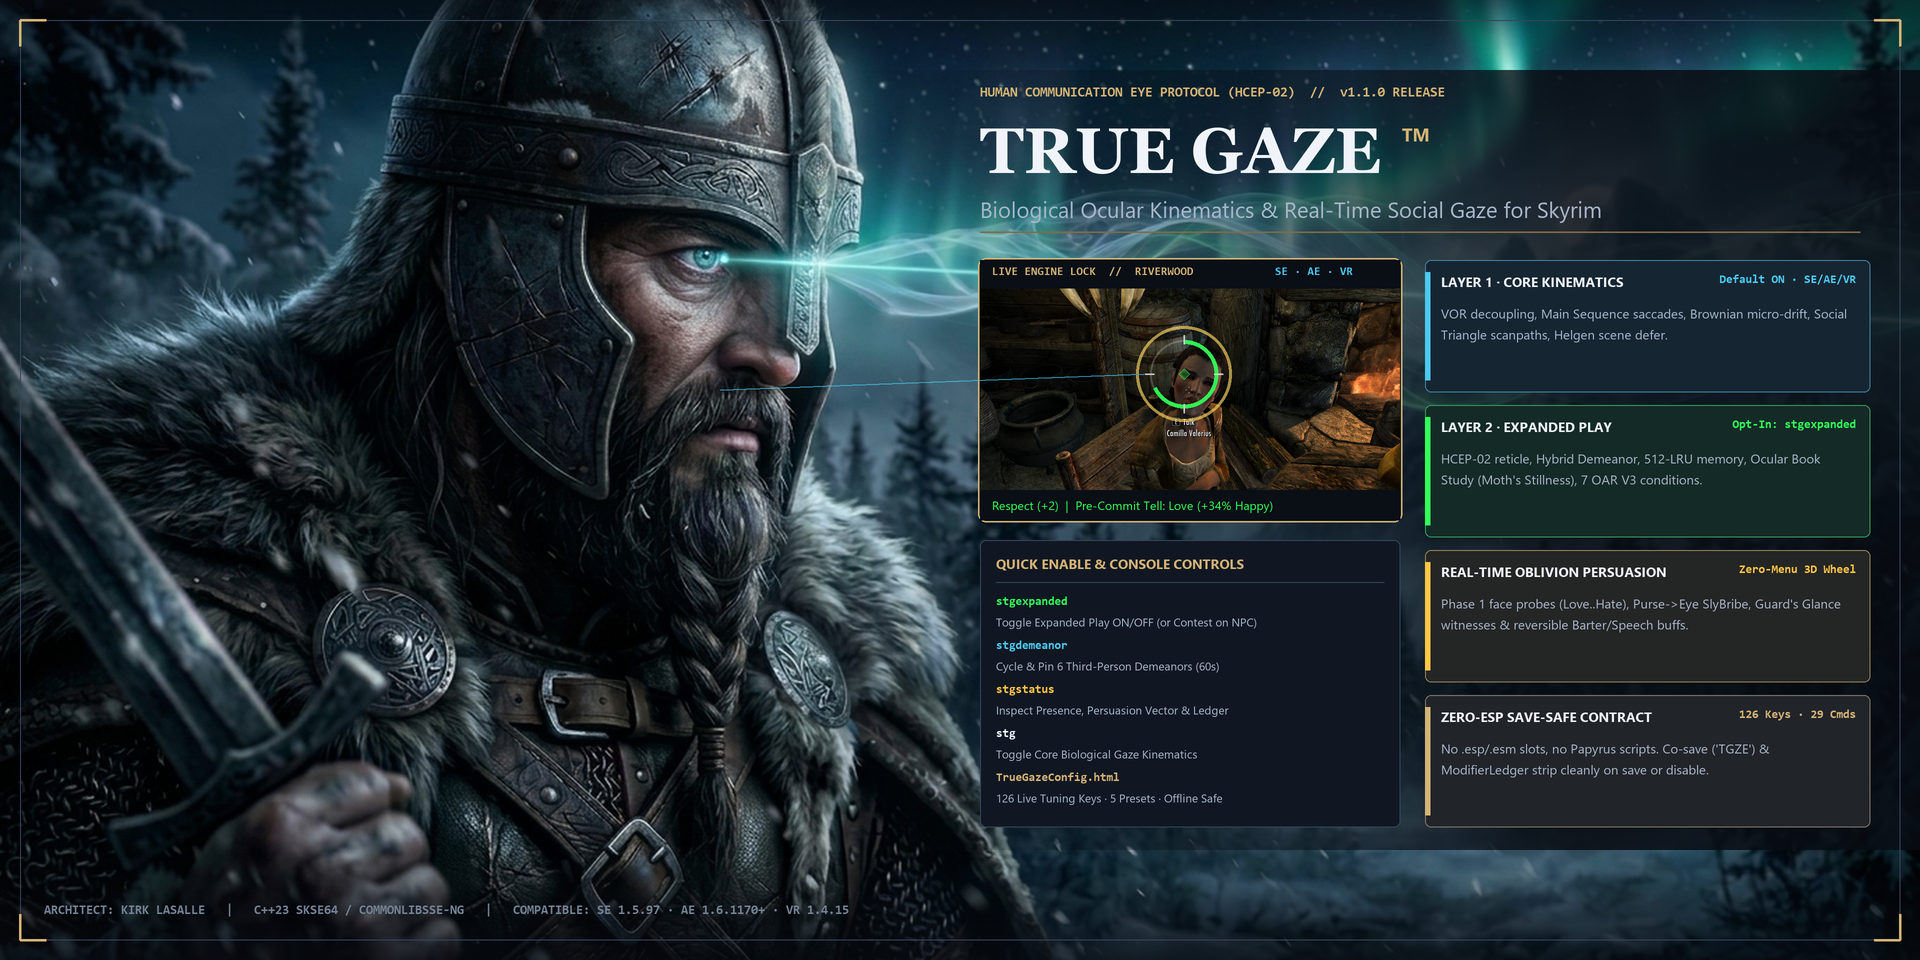 HUMAN COMMUNICATION EYE PROTOCOL (HCEP-02) // v1.1.0 RELEASE
TRUE GAZE ™
Biological Ocular Kinematics & Real-Time Social Gaze for Skyrim
LIVE ENGINE LOCK // RIVERWOOD SE · AE · VR
Talk
Camilla Valerius
Respect (+2) | Pre-Commit Tell: Love (+34% Happy)
QUICK ENABLE & CONSOLE CONTROLS
stgexpanded
Toggle Expanded Play ON/OFF (or Contest on NPC)
stgdemeanor
Cycle & Pin 6 Third-Person Demeanors (60s)
stgstatus
Inspect Presence, Persuasion Vector & Ledger
stg
Toggle Core Biological Gaze Kinematics
TrueGazeConfig.html
126 Live Tuning Keys · 5 Presets · Offline Safe
LAYER 1 · CORE KINEMATICS Default ON · SE/AE/VR
VOR decoupling, Main Sequence saccades, Brownian micro-drift, Social
Triangle scanpaths, Helgen scene defer.
LAYER 2 · EXPANDED PLAY Opt-In: stgexpanded
HCEP-02 reticle, Hybrid Demeanor, 512-LRU memory, Ocular Book
Study (Moth's Stillness), 7 OAR V3 conditions.
REAL-TIME OBLIVION PERSUASION Zero-Menu 3D Wheel
Phase 1 face probes (Love..Hate), Purse->Eye SlyBribe, Guard's Glance
witnesses & reversible Barter/Speech buffs.
ZERO-ESP SAVE-SAFE CONTRACT 126 Keys · 29 Cmds
No .esp/.esm slots, no Papyrus scripts. Co-save ('TGZE') &
ModifierLedger strip cleanly on save or disable.
ARCHITECT: KIRK LASALLE | C++23 SKSE64 / COMMONLIBSSE-NG | COMPATIBLE: SE 1.5.97 · AE 1.6.1170+ · VR 1.4.15